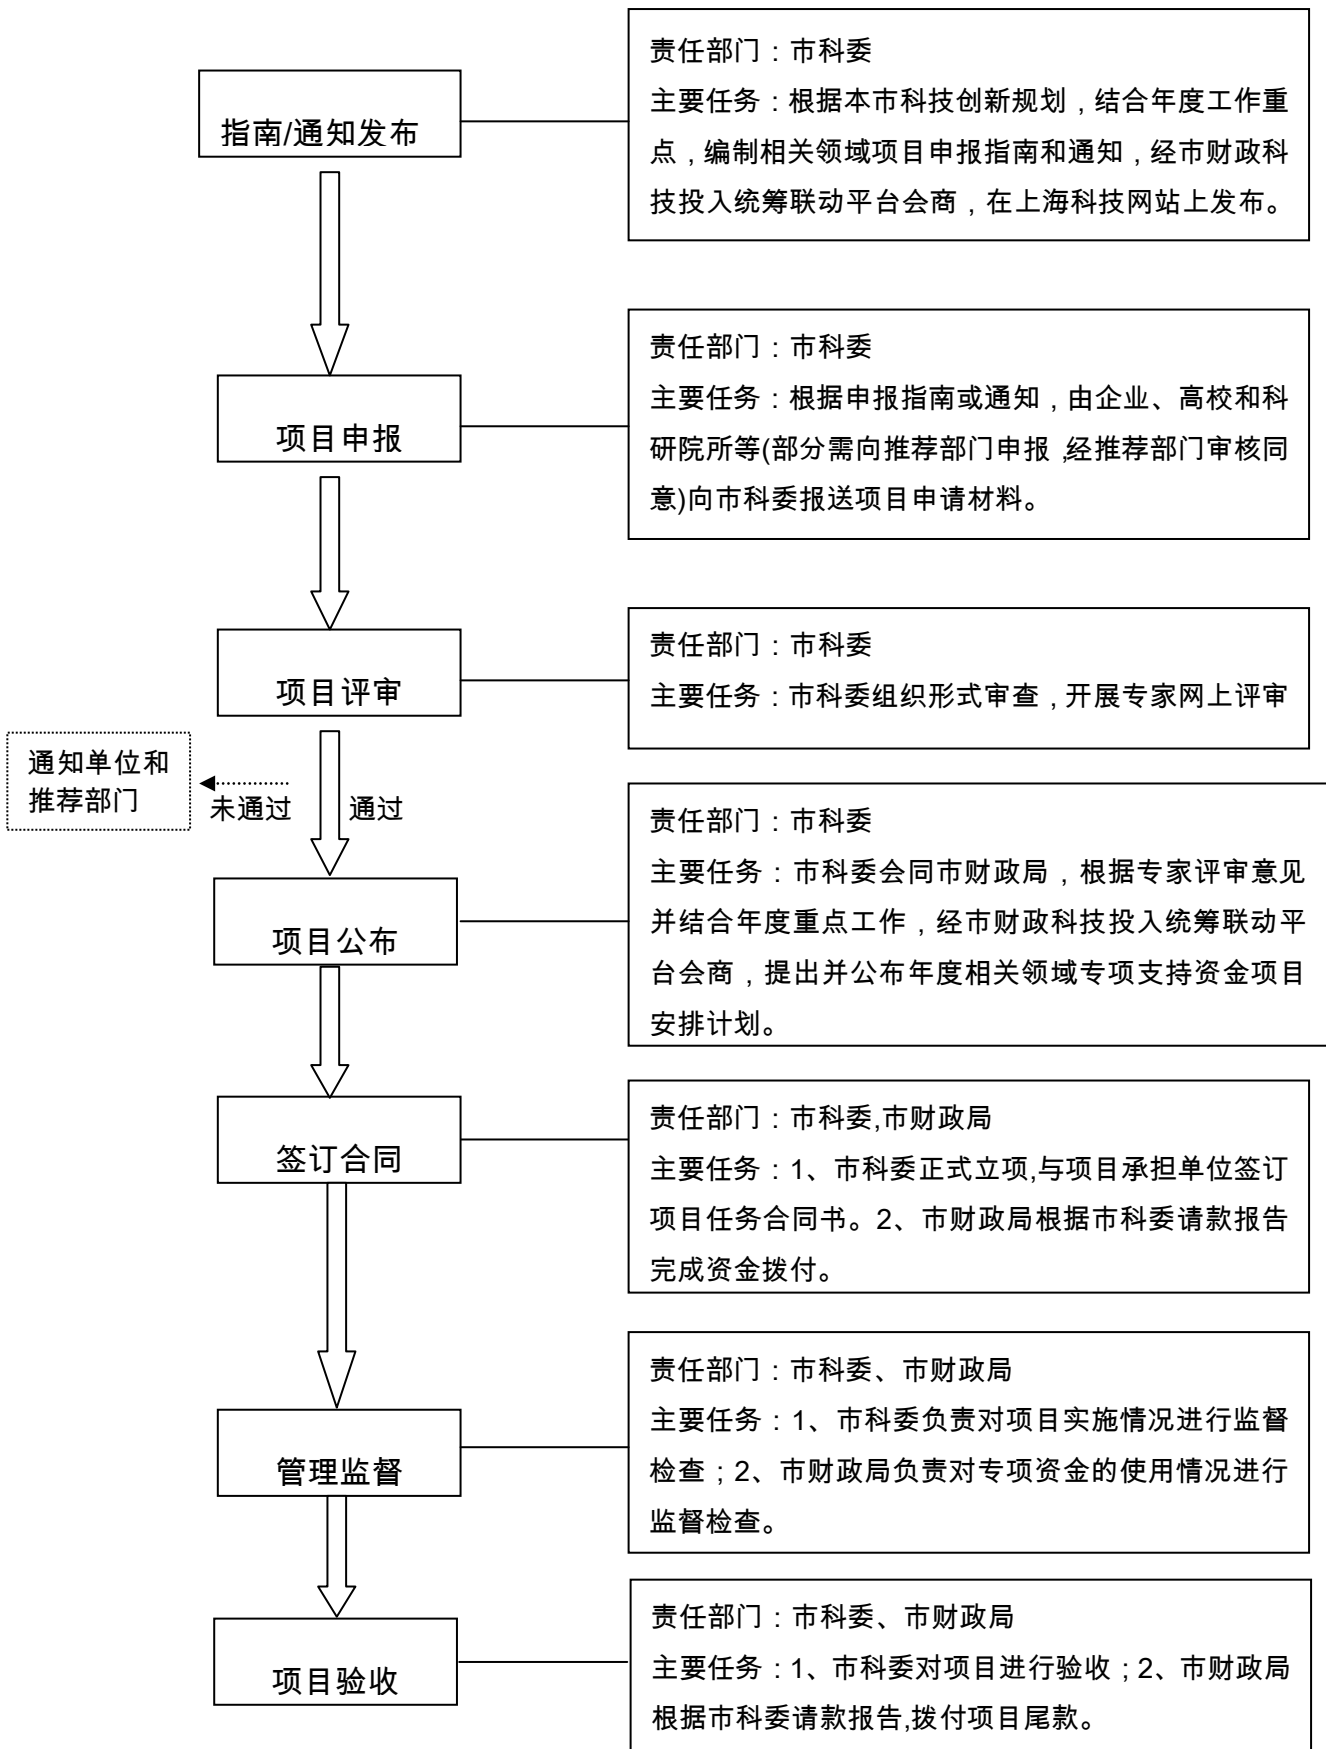 指南/通知发布
责任部门：市科委
主要任务：根据本市科技创新规划，结合年度工作重
点，编制相关领域项目申报指南和通知，经市财政科
技投入统筹联动平台会商，在上海科技网站上发布。
项目申报
责任部门：市科委
主要任务：根据申报指南或通知，由企业、高校和科
研院所等(部分需向推荐部门申报，经推荐部门审核同
意)向市科委报送项目申请材料。
项目评审
责任部门：市科委
主要任务：市科委组织形式审查，开展专家网上评审
通知单位和
推荐部门
未通过
通过
项目公布
责任部门：市科委
主要任务：市科委会同市财政局，根据专家评审意见
并结合年度重点工作，经市财政科技投入统筹联动平
台会商，提出并公布年度相关领域专项支持资金项目
安排计划。
签订合同
责任部门：市科委,市财政局
主要任务：1、市科委正式立项,与项目承担单位签订
项目任务合同书。2、市财政局根据市科委请款报告
完成资金拨付。
管理监督
责任部门：市科委、市财政局
主要任务：1、市科委负责对项目实施情况进行监督
检查；2、市财政局负责对专项资金的使用情况进行
监督检查。
项目验收
责任部门：市科委、市财政局
主要任务：1、市科委对项目进行验收；2、市财政局
根据市科委请款报告,拨付项目尾款。